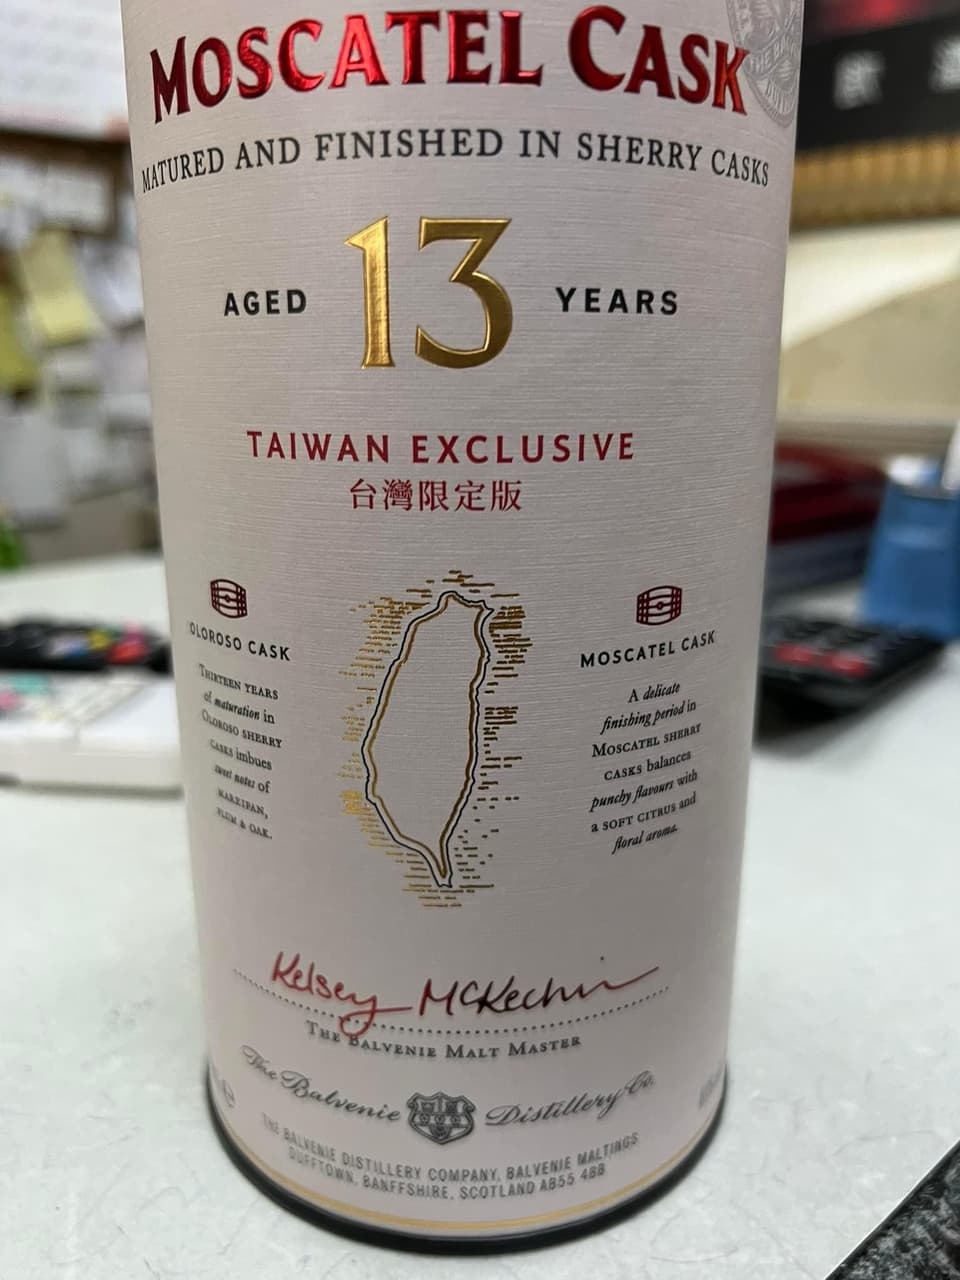 MOSCATEL CASK
MATURED AND FINISHED IN SHERRY CASKS
AGED 13 YEARS
TAIWAN EXCLUSIVE
台灣限定版
OLOROSO CASK
THIRTEEN YEARS
of maturation in
OLOROSO SHERRY
CASKS imbues
sweet notes of
MARZIPAN,
PLUM & OAK.
MOSCATEL CASK
A delicate
finishing period in
MOSCATEL SHERRY
CASKS balances
punchy flavours with
a SOFT CITRUS and
floral aroma.
Kelsey McKechnie
THE BALVENIE MALT MASTER
The Balvenie Distillery Co.
THE BALVENIE DISTILLERY COMPANY, BALVENIE MALTINGS
DUFFTOWN, BANFFSHIRE, SCOTLAND AB55 4BB